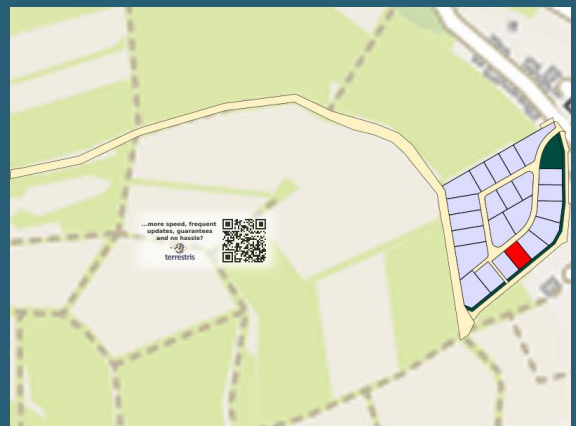 ...more speed, frequent
updates, guarantees
and no hassle?
terrestris